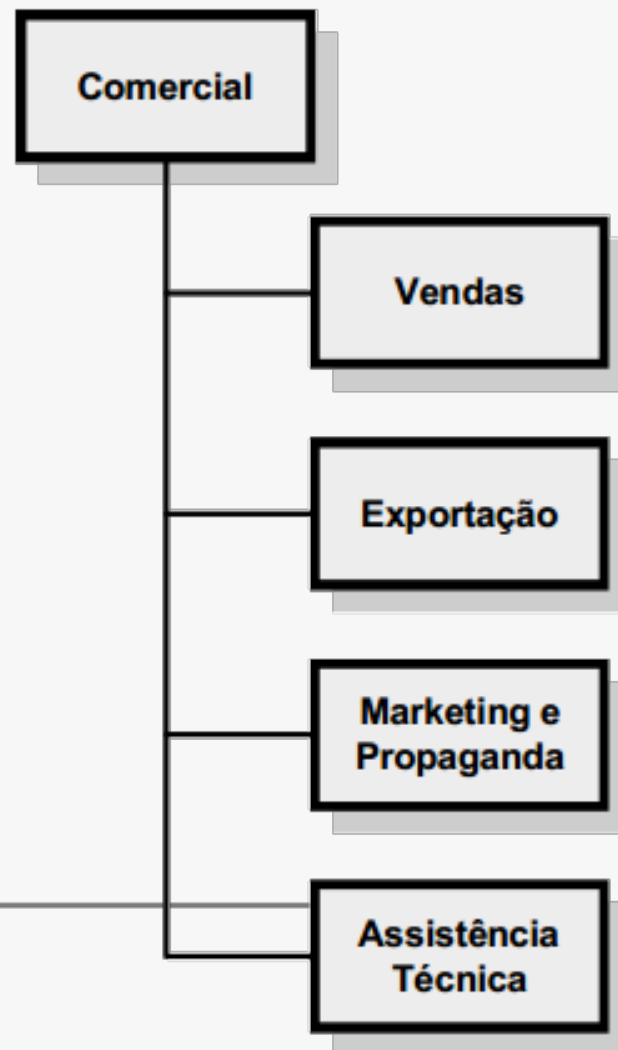 Comercial
Vendas
Exportação
Marketing e
Propaganda
Assistência
Técnica